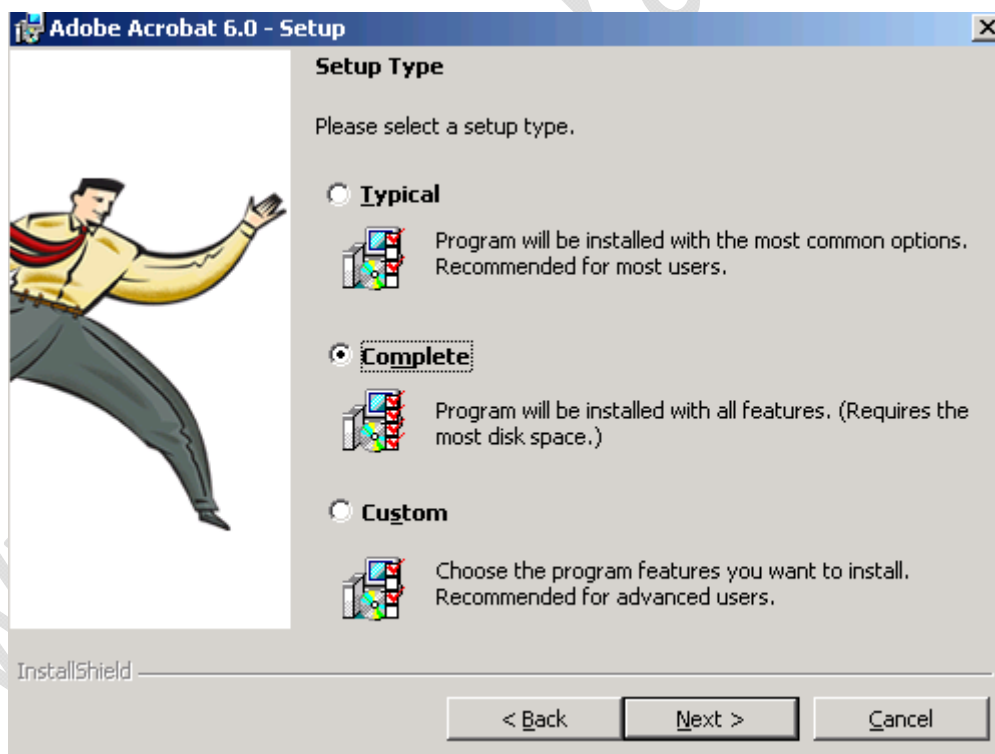 Adobe Acrobat 6.0 - Setup
Setup Type
Please select a setup type.
Typical
Program will be installed with the most common options.
Recommended for most users.
Complete
Program will be installed with all features. (Requires the
most disk space.)
Custom
Choose the program features you want to install.
Recommended for advanced users.
InstallShield
< Back
Next >
Cancel